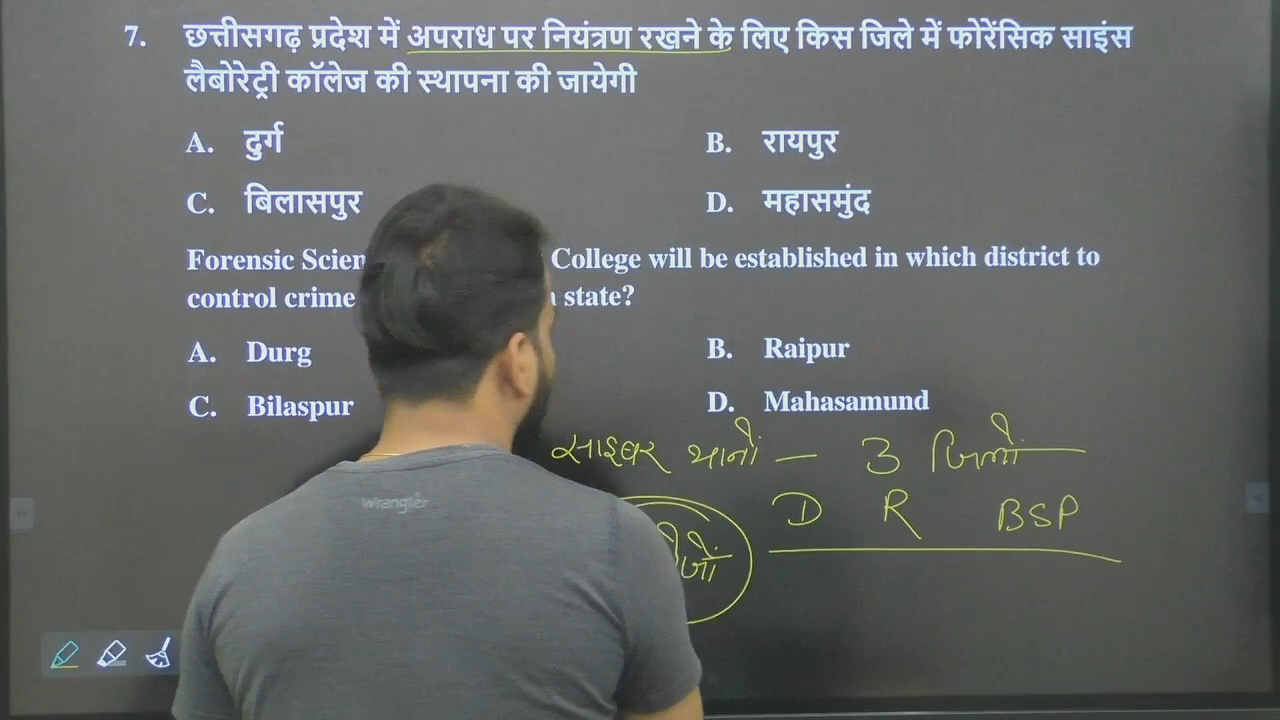 7. छत्तीसगढ़ प्रदेश में अपराध पर नियंत्रण रखने के लिए किस जिले में फोरेंसिक साइंस
लैबोरेट्री कॉलेज की स्थापना की जायेगी
A. दुर्ग B. रायपुर
C. बिलासपुर D. महासमुंद
Forensic Scien College will be established in which district to
control crime state?
A. Durg B. Raipur
C. Bilaspur D. Mahasamund
साइबर थानों — 3 जिलों
D R BSP
wrangler